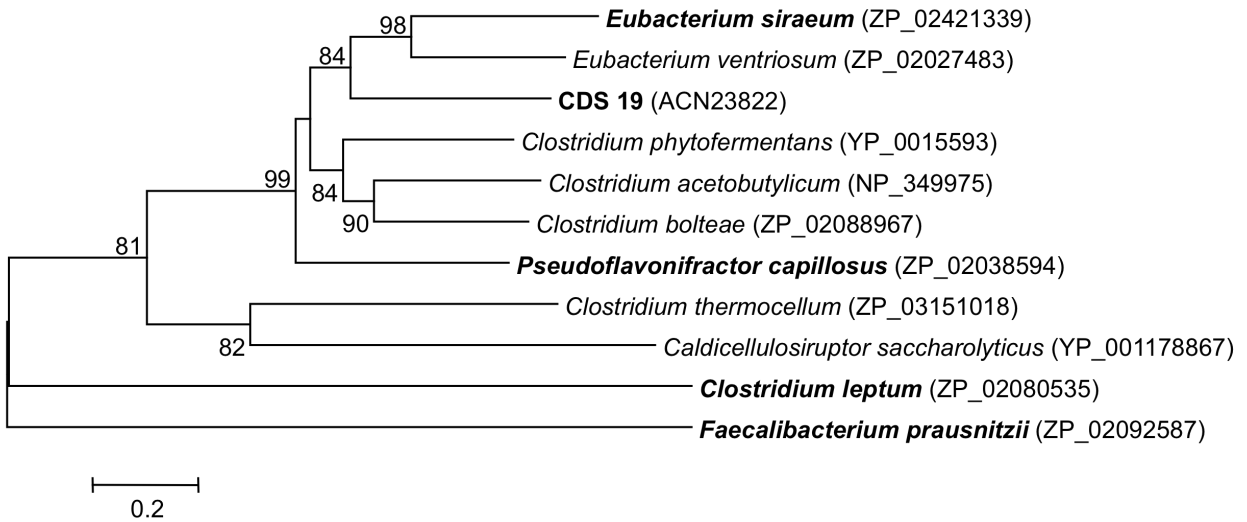 98
Eubacterium siraeum (ZP_02421339)
84
Eubacterium ventriosum (ZP_02027483)
CDS 19 (ACN23822)
Clostridium phytofermentans (YP_0015593)
99
84
Clostridium acetobutylicum (NP_349975)
90
Clostridium bolteae (ZP_02088967)
81
Pseudoflavonifractor capillosus (ZP_02038594)
Clostridium thermocellum (ZP_03151018)
82
Caldicellulosiruptor saccharolyticus (YP_001178867)
Clostridium leptum (ZP_02080535)
Faecalibacterium prausnitzii (ZP_02092587)
0.2